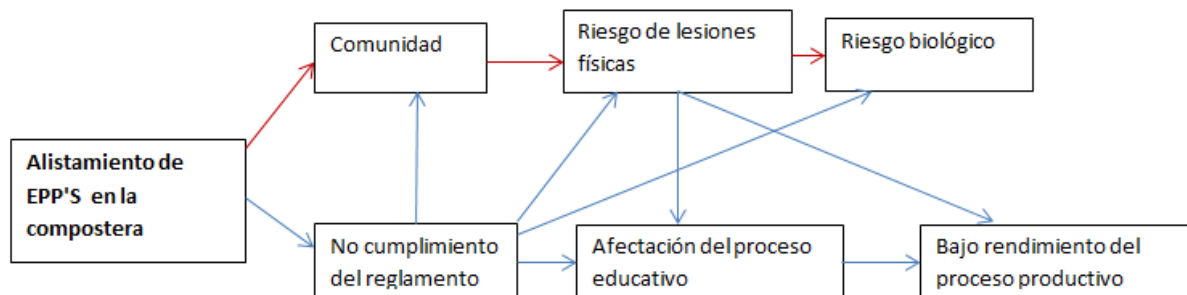 Comunidad
Riesgo de lesiones
físicas
Riesgo biológico
Alistamiento de
EPP'S en la
compostera
No cumplimiento
del reglamento
Afectación del proceso
educativo
Bajo rendimiento del
proceso productivo